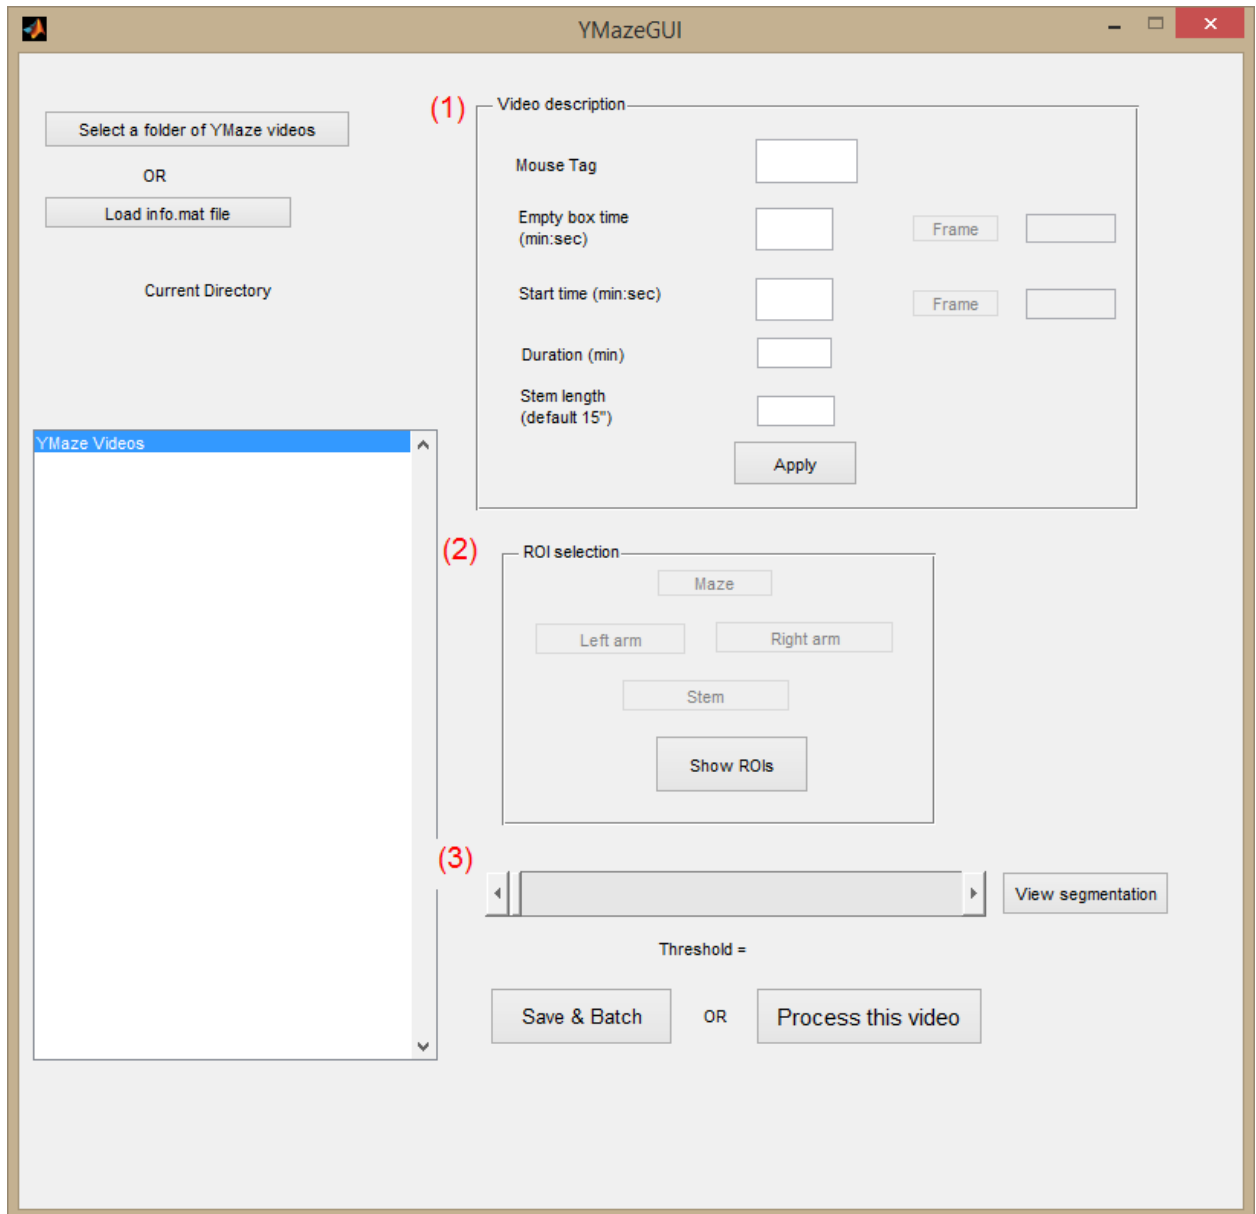 YMazeGUI
Select a folder of YMaze videos
OR
Load info.mat file
Current Directory
YMaze Videos
(1)
Video description
Mouse Tag
Empty box time
(min:sec)
Frame
Start time (min:sec)
Frame
Duration (min)
Stem length
(default 15")
Apply
(2)
ROI selection
Maze
Left arm
Right arm
Stem
Show ROIs
(3)
View segmentation
Threshold =
Save & Batch
OR
Process this video